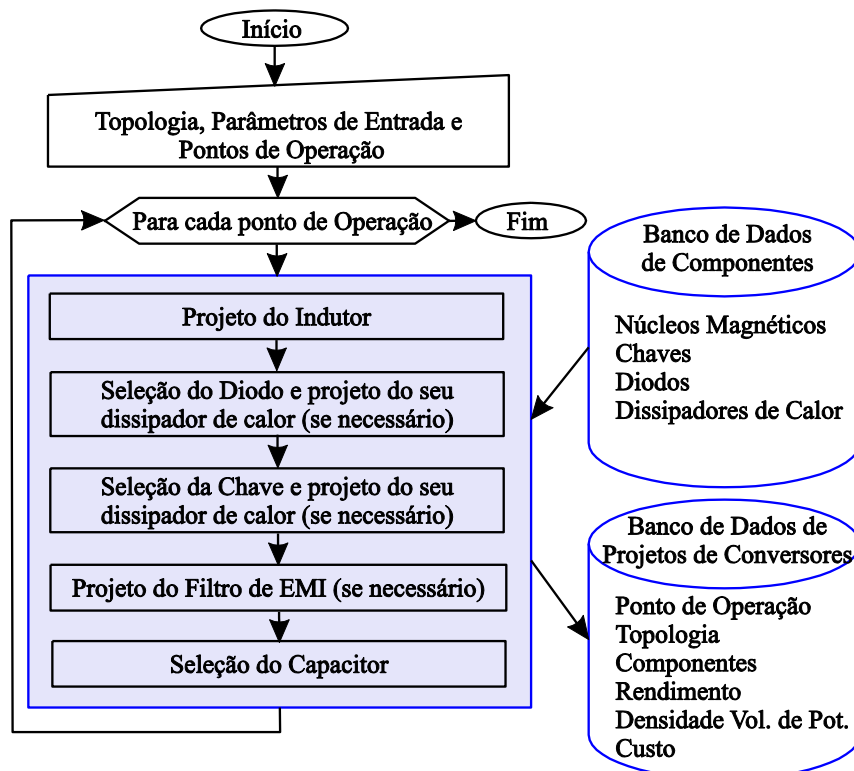 Início
Topologia, Parâmetros de Entrada e
Pontos de Operação
Para cada ponto de Operação
Fim
Projeto do Indutor
Seleção do Diodo e projeto do seu
dissipador de calor (se necessário)
Seleção da Chave e projeto do seu
dissipador de calor (se necessário)
Projeto do Filtro de EMI (se necessário)
Seleção do Capacitor
Banco de Dados
de Componentes
Núcleos Magnéticos
Chaves
Diodos
Dissipadores de Calor
Banco de Dados de
Projetos de Conversores
Ponto de Operação
Topologia
Componentes
Rendimento
Densidade Vol. de Pot.
Custo